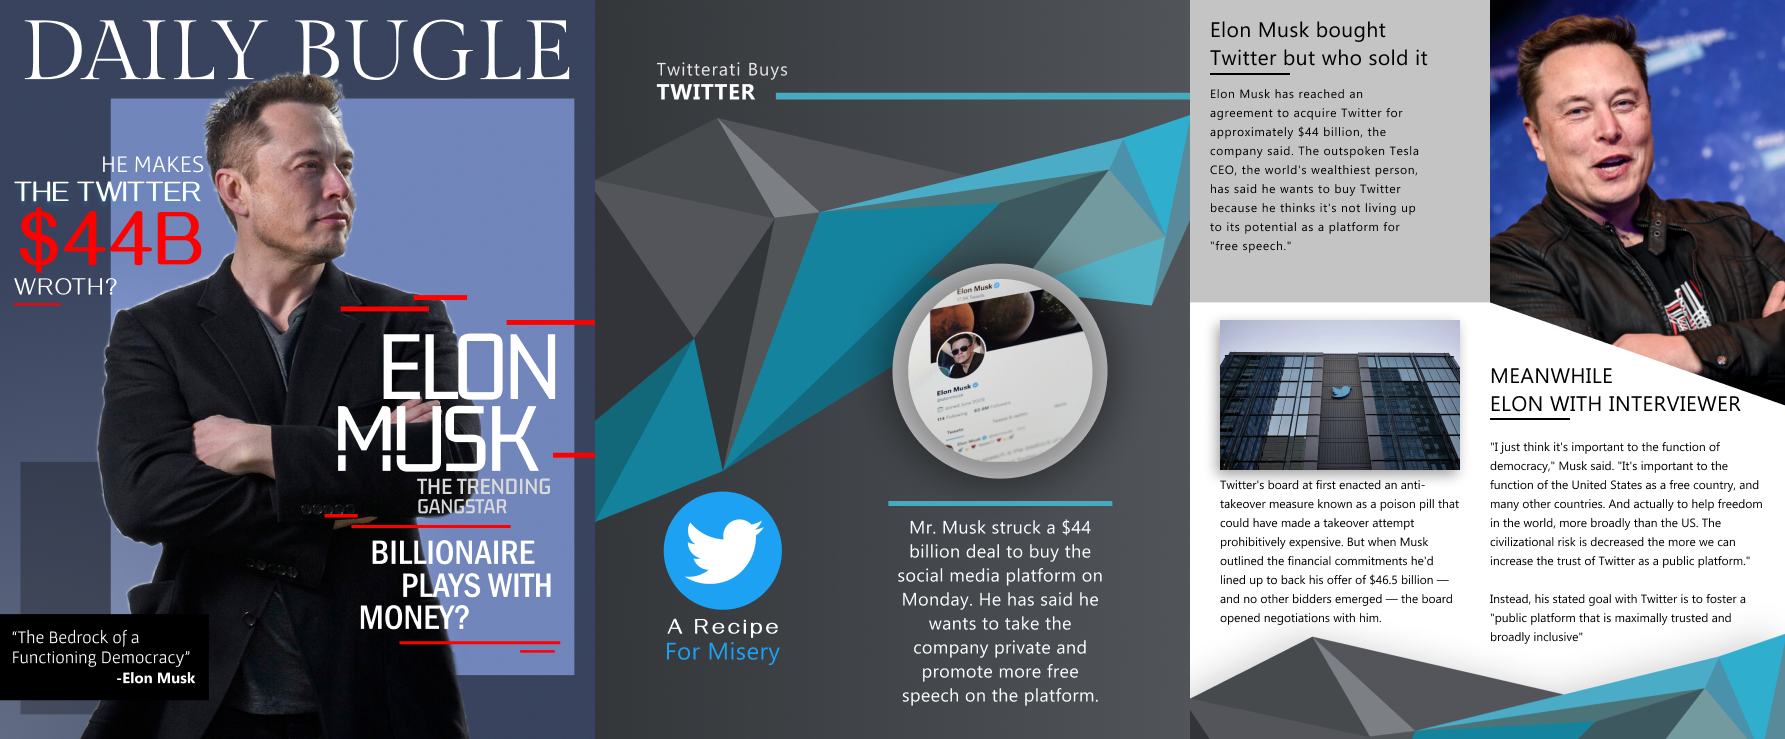 DAILY BUGLE
HE MAKES
THE TWITTER
$44B
WROTH?
ELON
MUSK
THE TRENDING
GANGSTAR
BILLIONAIRE
PLAYS WITH
MONEY?
“The Bedrock of a
Functioning Democracy”
-Elon Musk
Twitterati Buys
TWITTER
Elon Musk
Elon Musk
Joined June 2009
Following
Followers
Tweets
Tweets & replies
Media
Elon Musk
A Recipe
For Misery
Mr. Musk struck a $44
billion deal to buy the
social media platform on
Monday. He has said he
wants to take the
company private and
promote more free
speech on the platform.
Elon Musk bought
Twitter but who sold it
Elon Musk has reached an
agreement to acquire Twitter for
approximately $44 billion, the
company said. The outspoken Tesla
CEO, the world's wealthiest person,
has said he wants to buy Twitter
because he thinks it's not living up
to its potential as a platform for
"free speech."
Twitter's board at first enacted an anti-
takeover measure known as a poison pill that
could have made a takeover attempt
prohibitively expensive. But when Musk
outlined the financial commitments he'd
lined up to back his offer of $46.5 billion —
and no other bidders emerged — the board
opened negotiations with him.
MEANWHILE
ELON WITH INTERVIEWER
"I just think it's important to the function of
democracy," Musk said. "It's important to the
function of the United States as a free country, and
many other countries. And actually to help freedom
in the world, more broadly than the US. The
civilizational risk is decreased the more we can
increase the trust of Twitter as a public platform."
Instead, his stated goal with Twitter is to foster a
"public platform that is maximally trusted and
broadly inclusive"